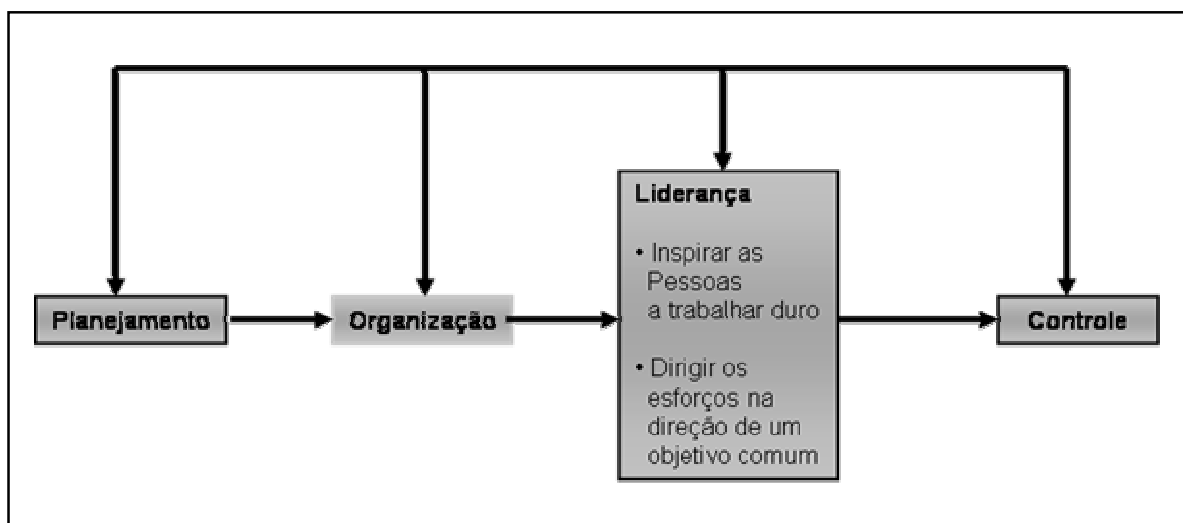 Planejamento
Organização
Liderança
• Inspirar as
Pessoas
a trabalhar duro
• Dirigir os
esforços na
direção de um
objetivo comum
Controle